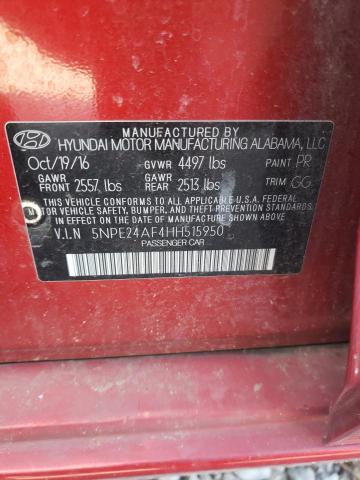 MANUFACTURED BY
HYUNDAI MOTOR MANUFACTURING ALABAMA, LLC
Oct/19/16 GVWR 4497 lbs PAINT PR
GAWR FRONT 2557 lbs GAWR REAR 2513 lbs TRIM GG
THIS VEHICLE CONFORMS TO ALL APPLICABLE U.S.A. FEDERAL
MOTOR VEHICLE SAFETY, BUMPER, AND THEFT PREVENTION STANDARDS
IN EFFECT ON THE DATE OF MANUFACTURE SHOWN ABOVE.
M
V.I.N 5NPE24AF4HH515950
PASSENGER CAR